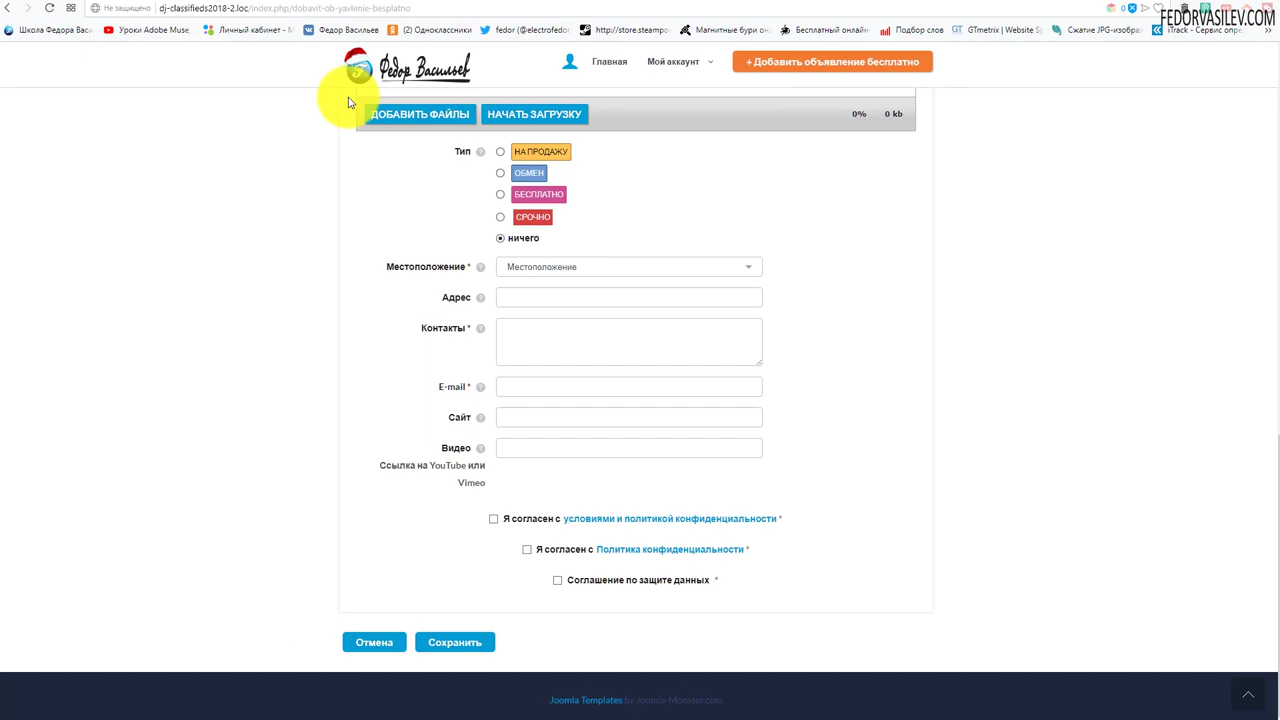 Не защищено
dj-classifieds2018-2.loc/index.php/dobavit-ob-yavlenie-besplatno
0
FEDORVASILEV.COM
Школа Федора Васи.
Уроки Adobe Muse,
Личный кабинет - М
Федор Васильев
(2) Одноклассники
fedor (@electrofedor
http://store.steampo
Магнитные бури он
Бесплатный онлайн
Подбор слов
GTmetrix | Website Sp
Сжатие JPG-изображ
iTrack - Сервис опре.
Федор Васильев
Главная
Мой аккаунт
+ Добавить объявление бесплатно
ДОБАВИТЬ ФАЙЛЫ
НАЧАТЬ ЗАГРУЗКУ
0%
0 kb
Тип ?
НА ПРОДАЖУ
ОБМЕН
БЕСПЛАТНО
СРОЧНО
ничего
Местоположение * ?
Местоположение
Адрес ?
Контакты * ?
E-mail * ?
Сайт ?
Видео ?
Ссылка на YouTube или
Vimeo
Я согласен с условиями и политикой конфиденциальности *
Я согласен с Политика конфиденциальности *
Соглашение по защите данных *
Отмена
Сохранить
Joomla Templates by Joomla-Monster.com